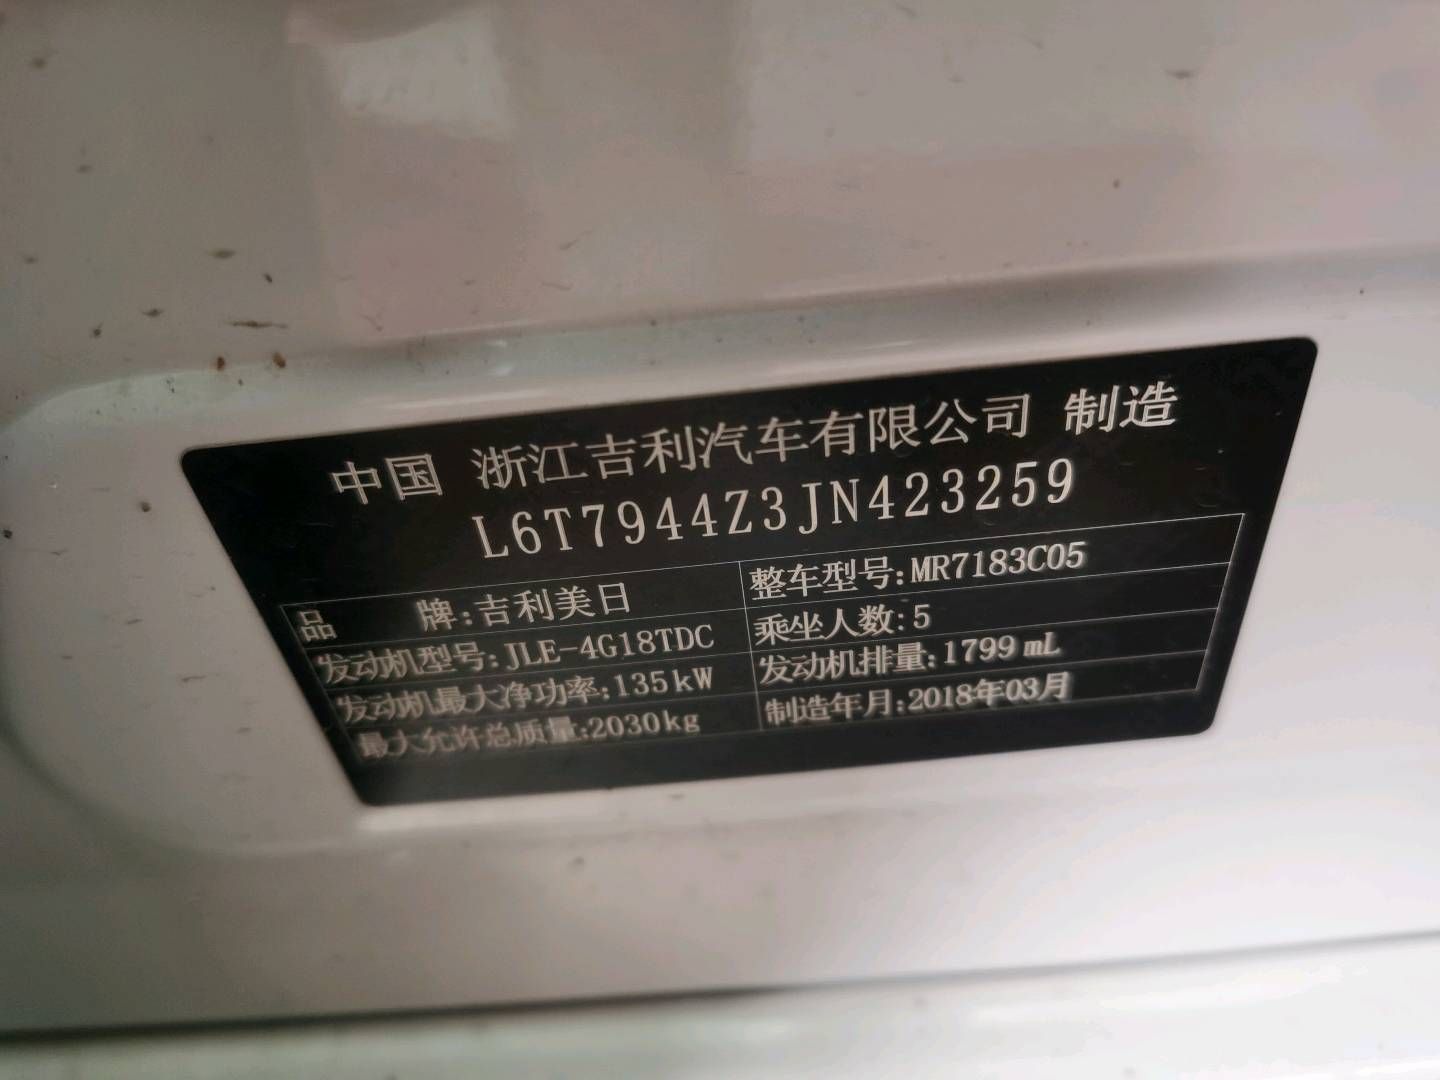 中国 浙江吉利汽车有限公司 制造
L6T7944Z3JN423259
品 牌:吉利美日 整车型号:MR7183C05
发动机型号:JLE-4G18TDC 乘坐人数:5
发动机最大净功率:135kW 发动机排量:1799mL
最大允许总质量:2030kg 制造年月:2018年03月